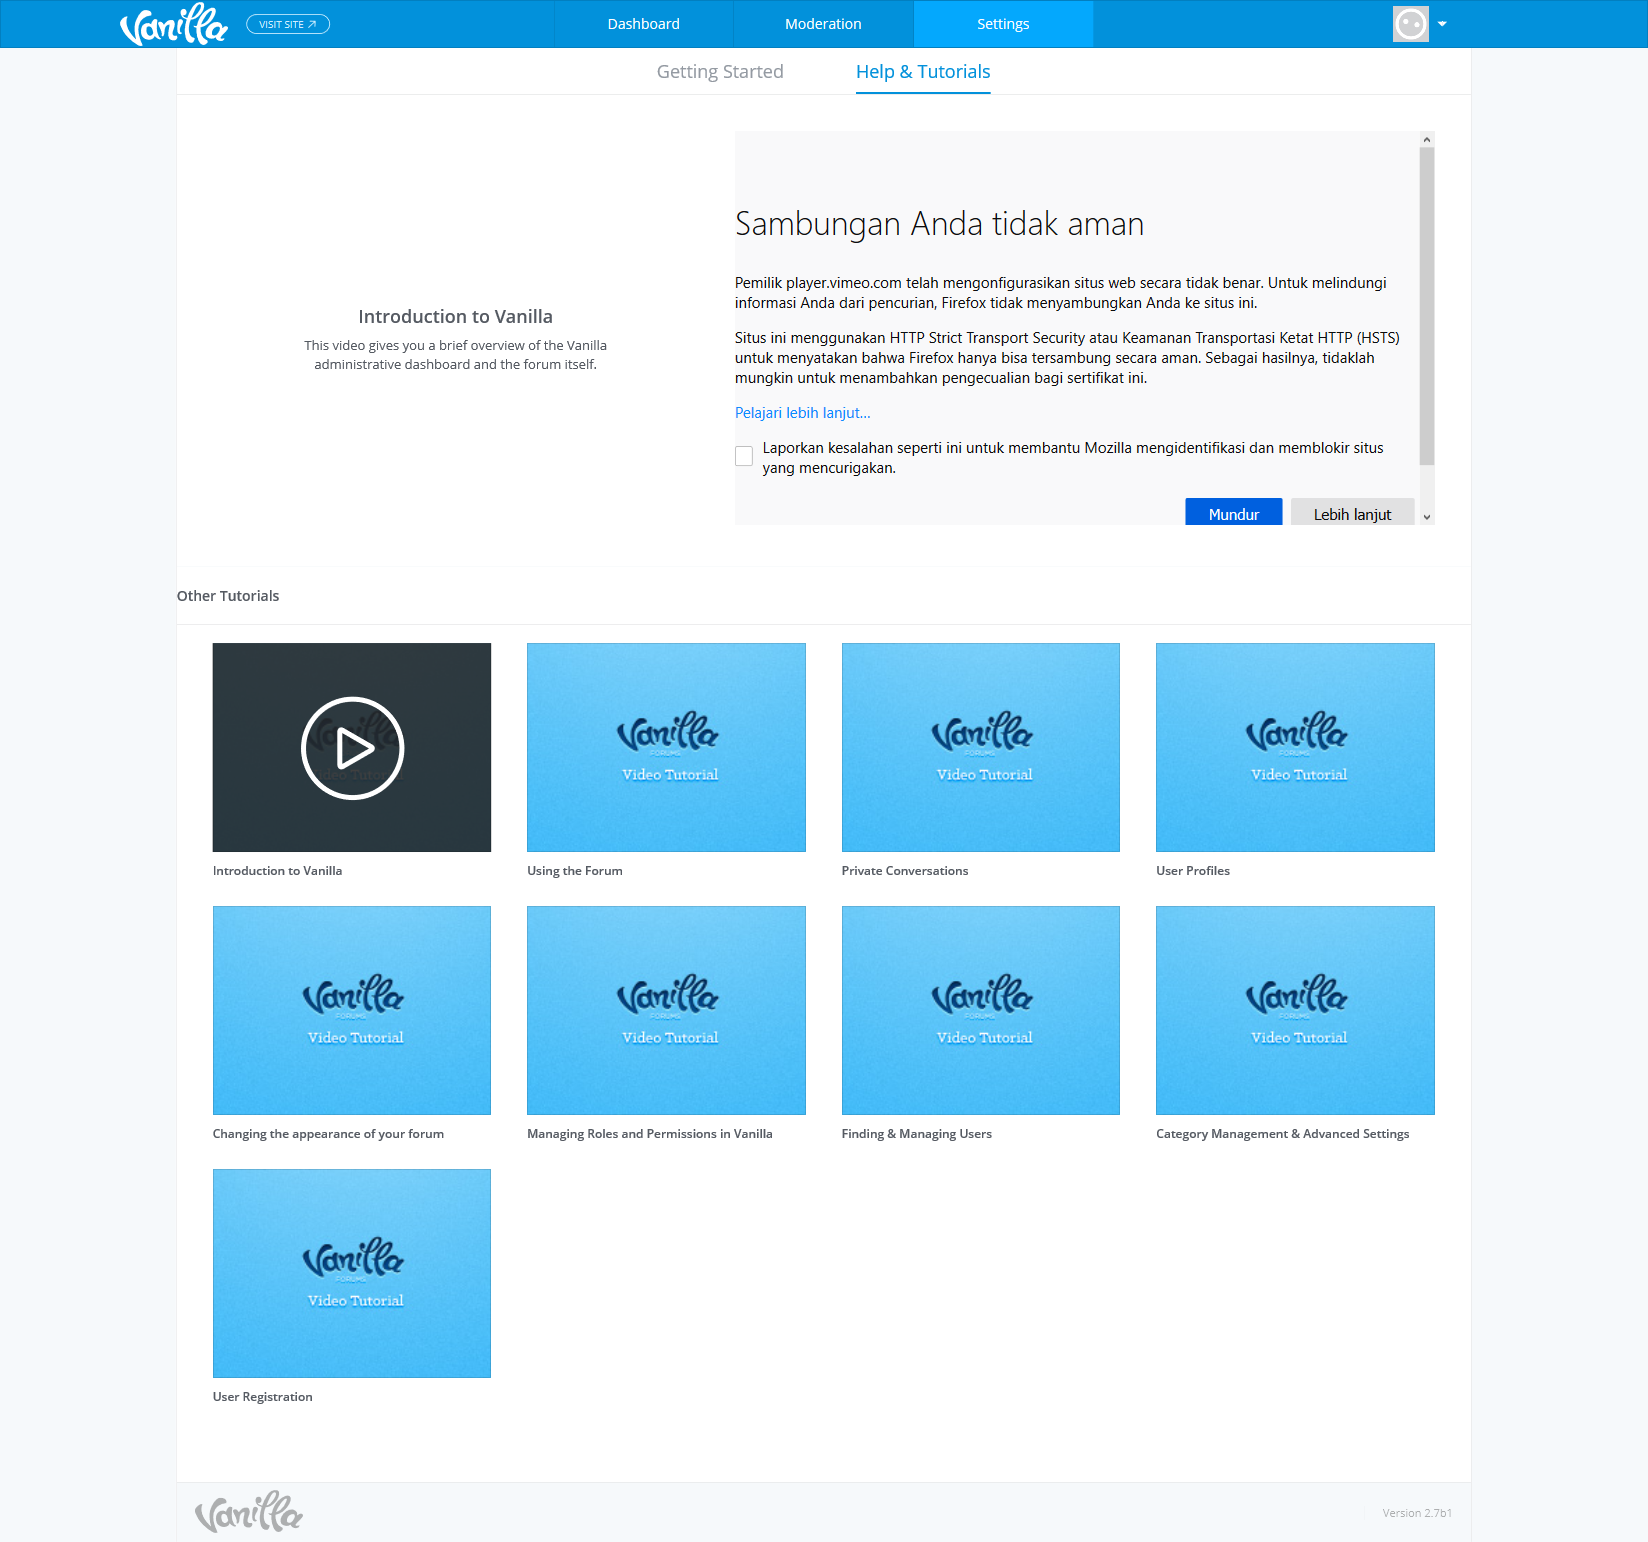 Vanilla
VISIT SITE
Dashboard
Moderation
Settings
Getting Started
Help & Tutorials
Introduction to Vanilla
This video gives you a brief overview of the Vanilla
administrative dashboard and the forum itself.
Sambungan Anda tidak aman
Pemilik player.vimeo.com telah mengonfigurasikan situs web secara tidak benar. Untuk melindungi
informasi Anda dari pencurian, Firefox tidak menyambungkan Anda ke situs ini.
Situs ini menggunakan HTTP Strict Transport Security atau Keamanan Transportasi Ketat HTTP (HSTS)
untuk menyatakan bahwa Firefox hanya bisa tersambung secara aman. Sebagai hasilnya, tidaklah
mungkin untuk menambahkan pengecualian bagi sertifikat ini.
Pelajari lebih lanjut...
Laporkan kesalahan seperti ini untuk membantu Mozilla mengidentifikasi dan memblokir situs
yang mencurigakan.
Mundur
Lebih lanjut
Other Tutorials
Vanilla
FORUMS
Video Tutorial
Vanilla
FORUMS
Video Tutorial
Vanilla
FORUMS
Video Tutorial
Introduction to Vanilla
Using the Forum
Private Conversations
User Profiles
Vanilla
FORUMS
Video Tutorial
Vanilla
FORUMS
Video Tutorial
Vanilla
FORUMS
Video Tutorial
Vanilla
FORUMS
Video Tutorial
Changing the appearance of your forum
Managing Roles and Permissions in Vanilla
Finding & Managing Users
Category Management & Advanced Settings
Vanilla
FORUMS
Video Tutorial
User Registration
Vanilla
Version 2.7b1